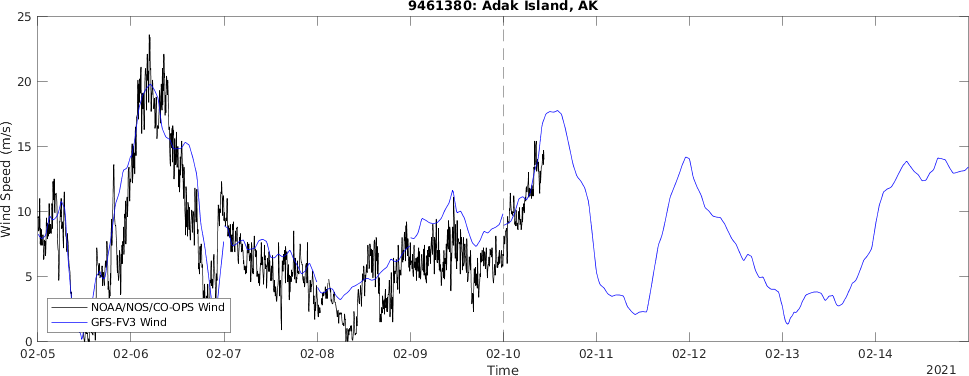 9461380: Adak Island, AK
25
20
15
10
5
0
Wind Speed (m/s)
NOAA/NOS/CO-OPS Wind
GFS-FV3 Wind
02-05 02-06 02-07 02-08 02-09 02-10 02-11 02-12 02-13 02-14
Time
2021